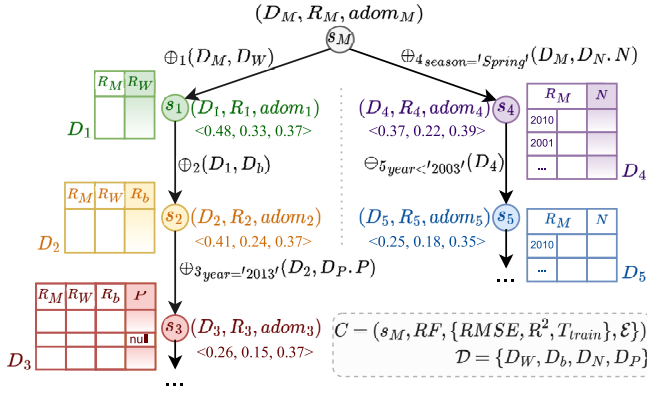 (D_M, R_M, adom_M)
s_M
⊕_1(D_M, D_W)
⊕_4 season='Spring'(D_M, D_N.N)
R_M R_W
D_1
s_1 (D_1, R_1, adom_1)
<0.48, 0.33, 0.37>
(D_4, R_4, adom_4) s_4
<0.37, 0.22, 0.39>
R_M N
2010
2001
...
D_4
⊕_2(D_1, D_b)
⊖_5 year<'2003'(D_4)
R_M R_W R_b
D_2
s_2 (D_2, R_2, adom_2)
<0.41, 0.24, 0.37>
(D_5, R_5, adom_5) s_5
<0.25, 0.18, 0.35>
R_M N
2010
...
D_5
...
⊕_3 year='2013'(D_2, D_P.P)
R_M R_W R_b P
null
D_3
s_3 (D_3, R_3, adom_3)
<0.26, 0.15, 0.37>
...
C − (s_M, RF, {RMSE, R², T_train}, ℰ})
𝒟 = {D_W, D_b, D_N, D_P}